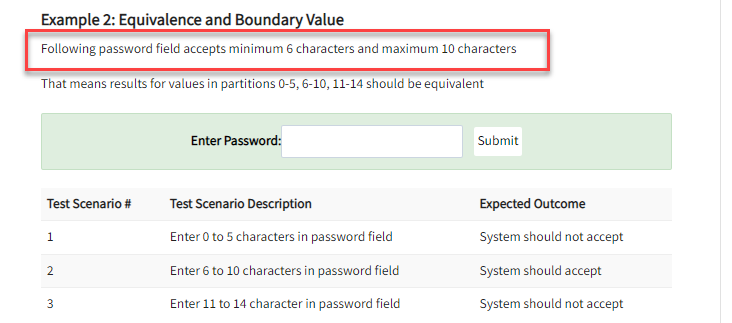 Example 2: Equivalence and Boundary Value
Following password field accepts minimum 6 characters and maximum 10 characters
That means results for values in partitions 0-5, 6-10, 11-14 should be equivalent
Enter Password: Submit
Test Scenario # Test Scenario Description Expected Outcome
1 Enter 0 to 5 characters in password field System should not accept
2 Enter 6 to 10 characters in password field System should accept
3 Enter 11 to 14 character in password field System should not accept